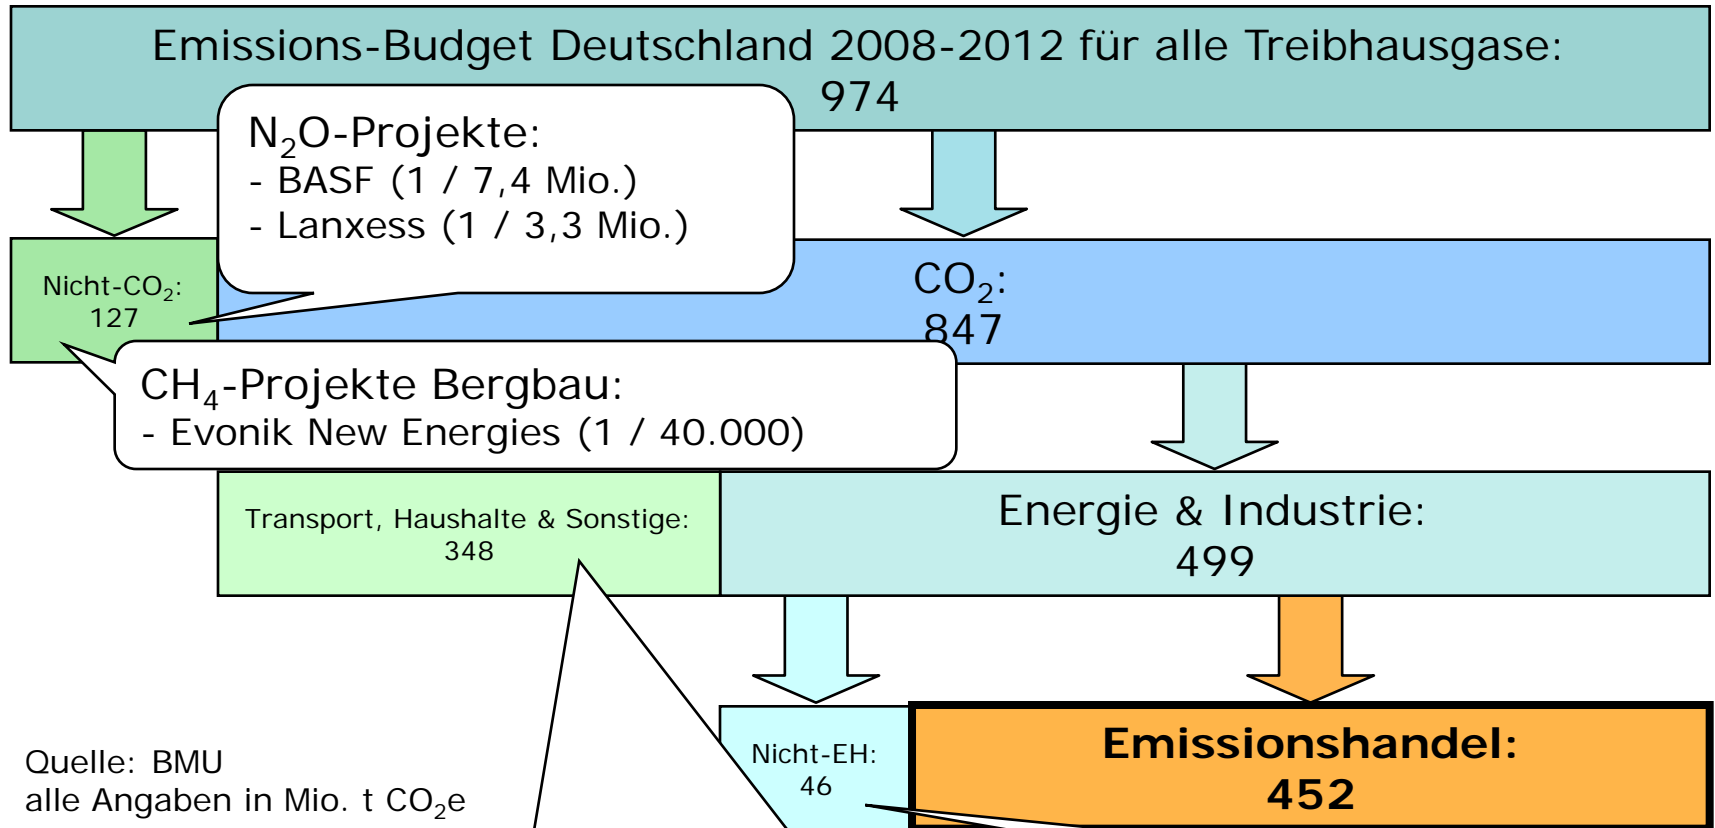 Emissions-Budget Deutschland 2008-2012 für alle Treibhausgase:
974
N₂O-Projekte:
- BASF (1 / 7,4 Mio.)
- Lanxess (1 / 3,3 Mio.)
Nicht-CO₂:
127
CO₂:
847
CH₄-Projekte Bergbau:
- Evonik New Energies (1 / 40.000)
Transport, Haushalte & Sonstige:
348
Energie & Industrie:
499
Nicht-EH:
46
Emissionshandel:
452
Quelle: BMU
alle Angaben in Mio. t CO₂e